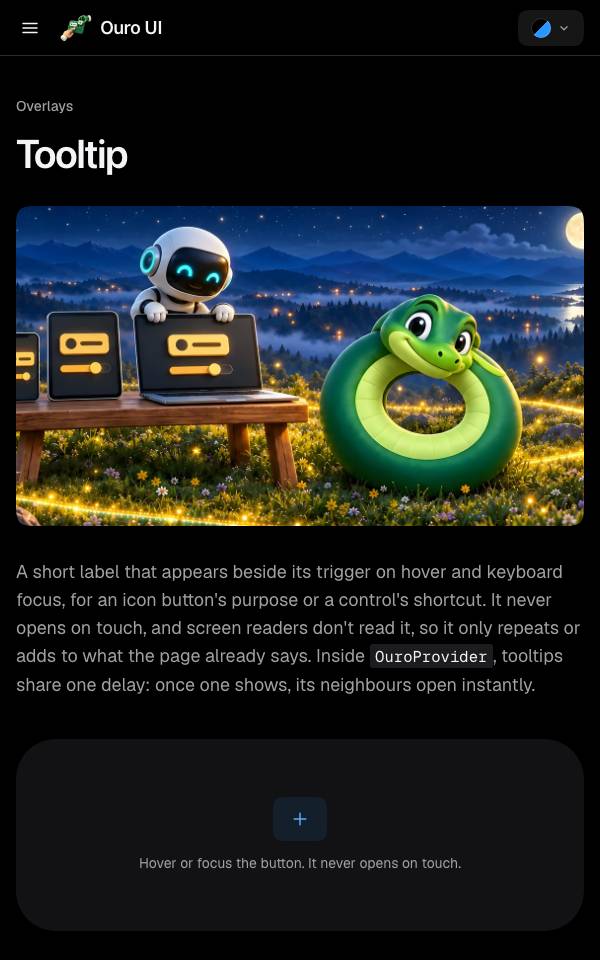 Ouro UI
Overlays
Tooltip
A short label that appears beside its trigger on hover and keyboard
focus, for an icon button's purpose or a control's shortcut. It never
opens on touch, and screen readers don't read it, so it only repeats or
adds to what the page already says. Inside OuroProvider, tooltips
share one delay: once one shows, its neighbours open instantly.
Hover or focus the button. It never opens on touch.